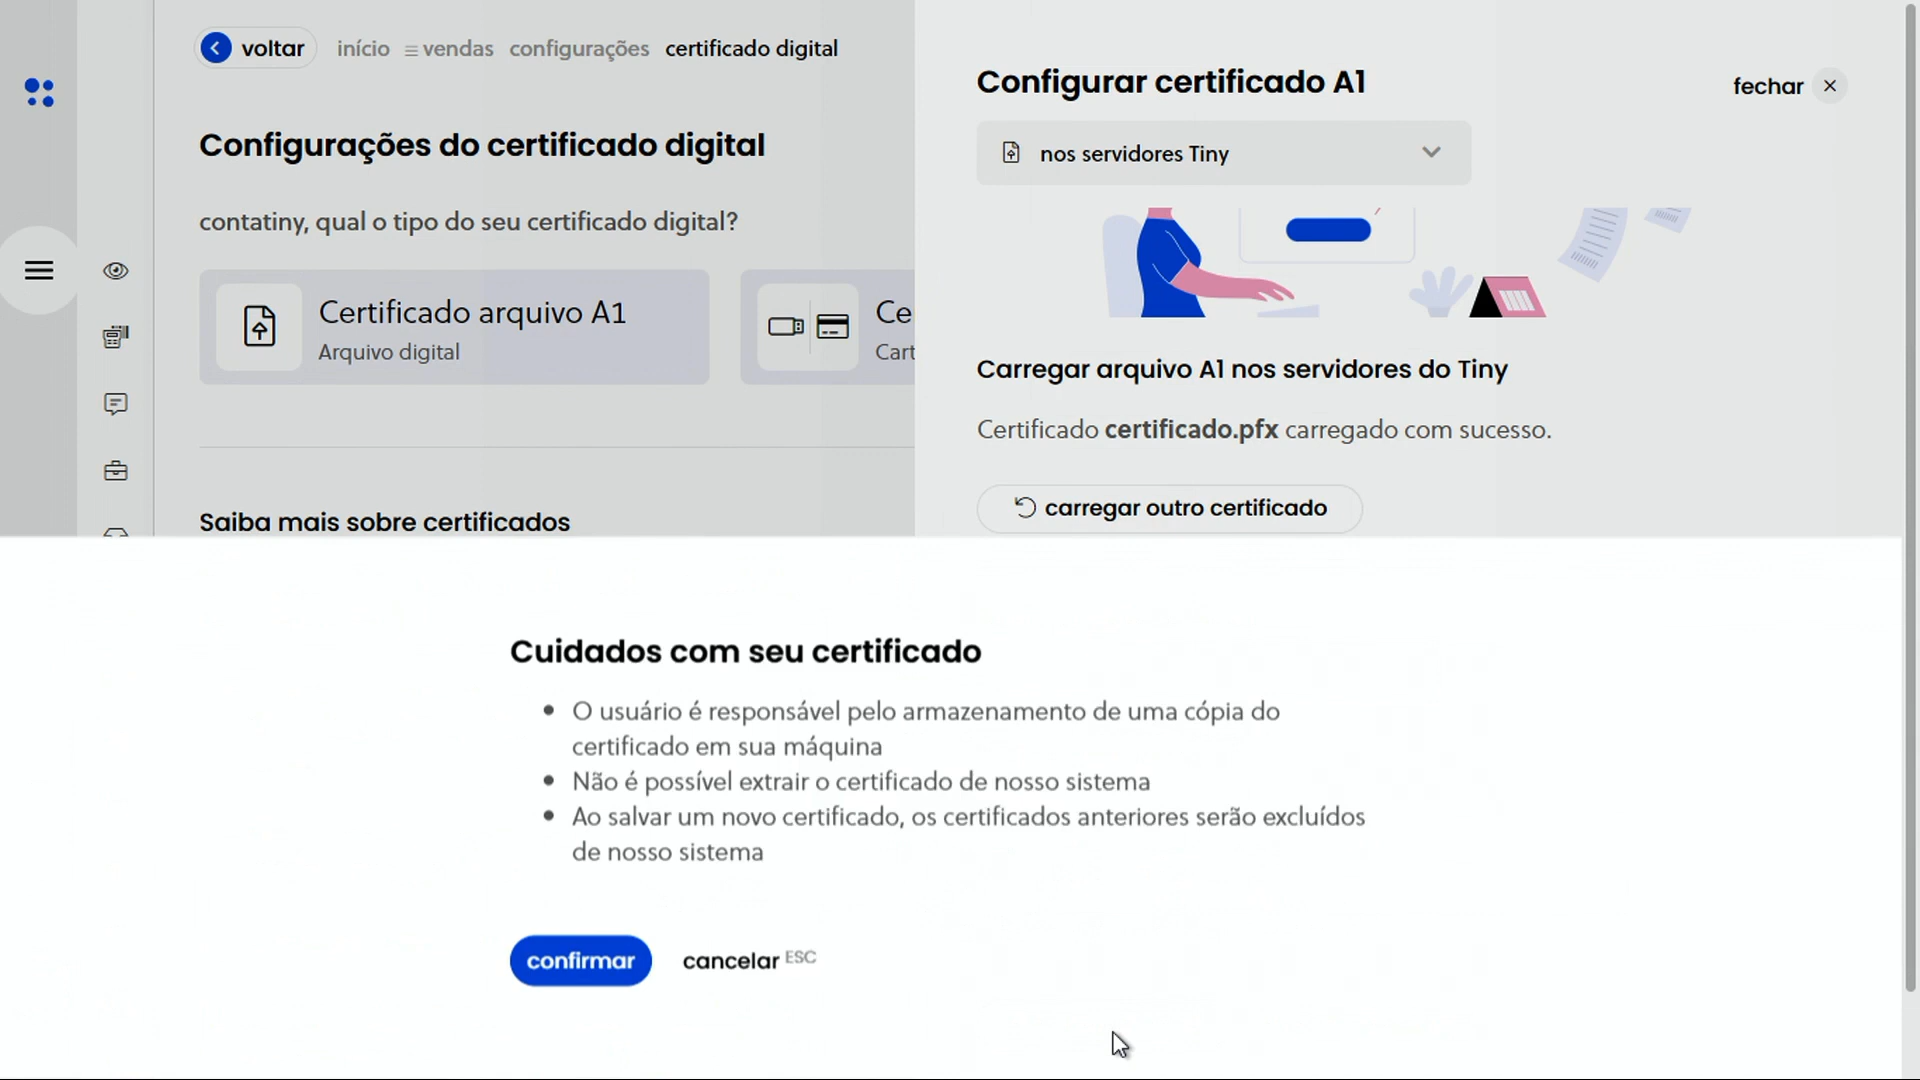 voltar início vendas configurações certificado digital
Configurações do certificado digital
contatiny, qual o tipo do seu certificado digital?
Certificado arquivo A1
Arquivo digital
Ce
Cart
Saiba mais sobre certificados
Configurar certificado A1
fechar
nos servidores Tiny
Carregar arquivo A1 nos servidores do Tiny
Certificado certificado.pfx carregado com sucesso.
carregar outro certificado
Cuidados com seu certificado
• O usuário é responsável pelo armazenamento de uma cópia do
certificado em sua máquina
• Não é possível extrair o certificado de nosso sistema
• Ao salvar um novo certificado, os certificados anteriores serão excluídos
de nosso sistema
confirmar cancelar ESC